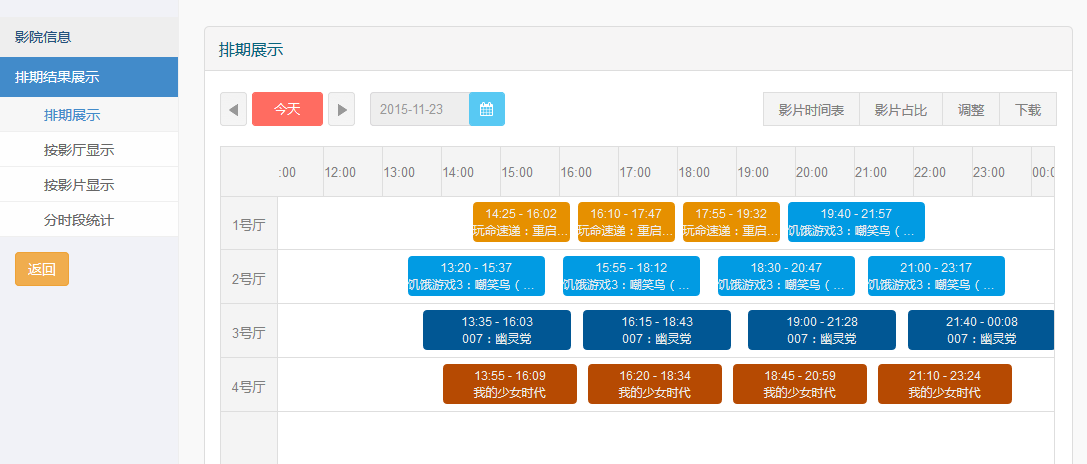 影院信息
排期结果展示
排期展示
按影厅显示
按影片显示
分时段统计
返回
排期展示
今天
2015-11-23
影片时间表
影片占比
调整
下载
:00 12:00 13:00 14:00 15:00 16:00 17:00 18:00 19:00 20:00 21:00 22:00 23:00 00:0
1号厅
14:25 - 16:02
玩命速递：重启...
16:10 - 17:47
玩命速递：重启...
17:55 - 19:32
玩命速递：重启...
19:40 - 21:57
饥饿游戏3：嘲笑鸟（ ...
2号厅
13:20 - 15:37
饥饿游戏3：嘲笑鸟（ ...
15:55 - 18:12
饥饿游戏3：嘲笑鸟（ ...
18:30 - 20:47
饥饿游戏3：嘲笑鸟（ ...
21:00 - 23:17
饥饿游戏3：嘲笑鸟（ ...
3号厅
13:35 - 16:03
007：幽灵党
16:15 - 18:43
007：幽灵党
19:00 - 21:28
007：幽灵党
21:40 - 00:08
007：幽灵党
4号厅
13:55 - 16:09
我的少女时代
16:20 - 18:34
我的少女时代
18:45 - 20:59
我的少女时代
21:10 - 23:24
我的少女时代